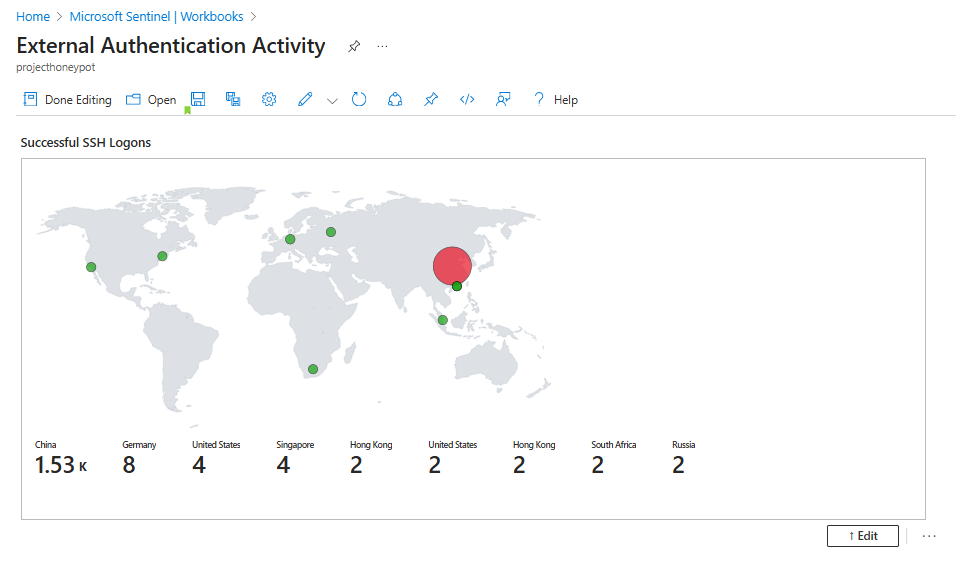 Home > Microsoft Sentinel | Workbooks >
External Authentication Activity ...
projecthoneypot
Done Editing Open </> ? Help
Successful SSH Logons
China Germany United States Singapore Hong Kong United States Hong Kong South Africa Russia
1.53 K 8 4 4 2 2 2 2 2
↑ Edit ...